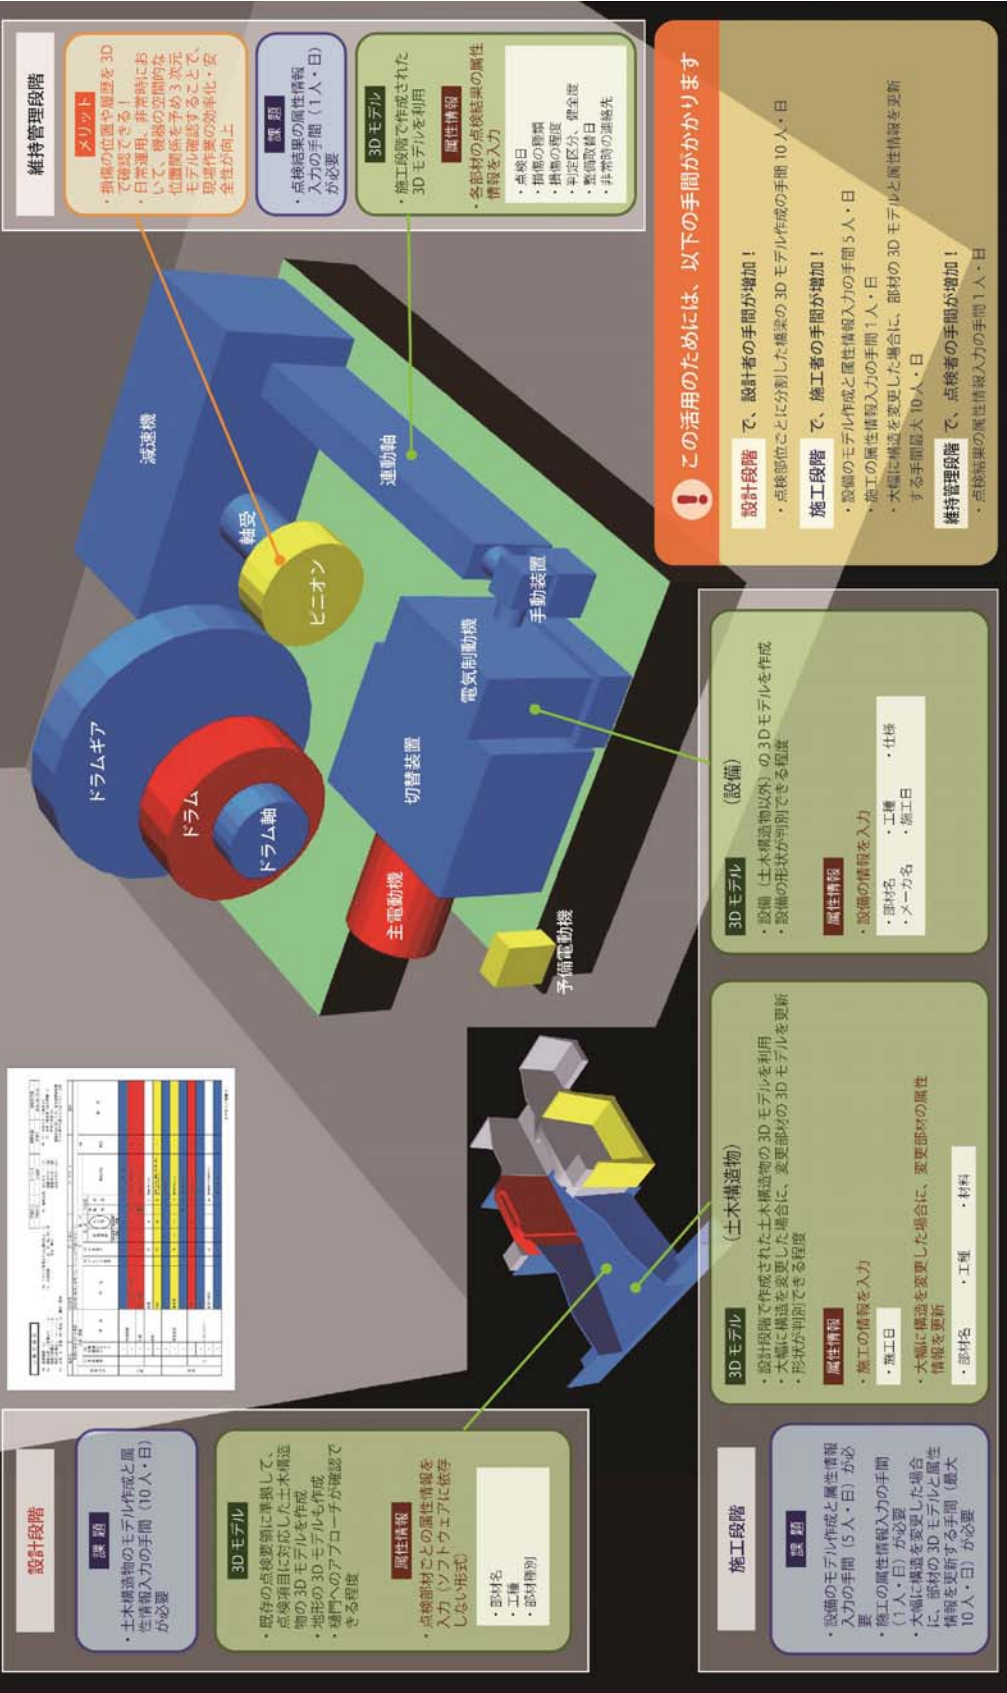 設計段階
課 題
・土木構造物のモデル作成と属
性情報入力の手間（10 人・日）
が必要
3D モデル
・既存の点検要領に準拠して、
点検項目に対応した土木構造
物の 3D モデルを作成
・地形の 3D モデルも作成
・樋門へのアプローチが確認で
きる程度
属性情報
・点検部材ごとの属性情報を
入力（ソフトウェアに依存
しない形式）
・部材名
・工種
・部材種別
ドラムギア
ドラム
ドラム軸
減速機
軸受
ピニオン
連動軸
主電動機
切替装置
電気制動機
手動装置
予備電動機
維持管理段階
メリット
・損傷の位置や履歴を 3D
で確認できる！
・日常運用、非常時にお
いて、機器の空間的な
位置関係を予め 3 次元
モデル確認することで、
現場作業の効率化・安
全性が向上
課 題
・点検結果の属性情報
入力の手間（1 人・日）
が必要
3D モデル
・施工段階で作成された
3D モデルを利用
属性情報
・各部材の点検結果の属性
情報を入力
・点検日
・損傷の種類
・損傷の程度
・判定区分、健全度
・整備取替日
・非常時の連絡先
施工段階
課 題
・設備のモデル作成と属性情報
入力の手間（5 人・日）が必
要
・施工の属性情報入力の手間
（1 人・日）が必要
・大幅に構造を変更した場合
に、部材の 3D モデルと属性
情報を更新する手間（最大
10 人・日）が必要
3D モデル
（土木構造物）
・設計段階で作成された土木構造物の 3D モデルを利用
・大幅に構造を変更した場合に、変更部材の 3D モデルを更新
・形状が判別できる程度
属性情報
・施工の情報を入力
・施工日
・大幅に構造を変更した場合に、変更部材の属性
情報を更新
・部材名 ・工種 ・材料
3D モデル
（設備）
・設備（土木構造物以外）の 3D モデルを作成
・設備の形状が判別できる程度
属性情報
・設備の情報を入力
・部材名 ・工種 ・仕様
・メーカ名 ・施工日
! この活用のためには、以下の手間がかかります
設計段階 で、設計者の手間が増加！
・点検部位ごとに分割した橋梁の 3D モデル作成の手間 10 人・日
施工段階 で、施工者の手間が増加！
・設備のモデル作成と属性情報入力の手間 5 人・日
・施工の属性情報入力の手間 1 人・日
・大幅に構造を変更した場合に、部材の 3D モデルと属性情報を更新
する手間最大 10 人・日
維持管理段階 で、点検者の手間が増加！
・点検結果の属性情報入力の手間 1 人・日